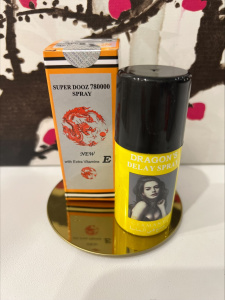 SUPER DOOZ 780000
SPRAY
NEW
with Extra Vitamine E
DRAGON'S
DELAY SPRAY